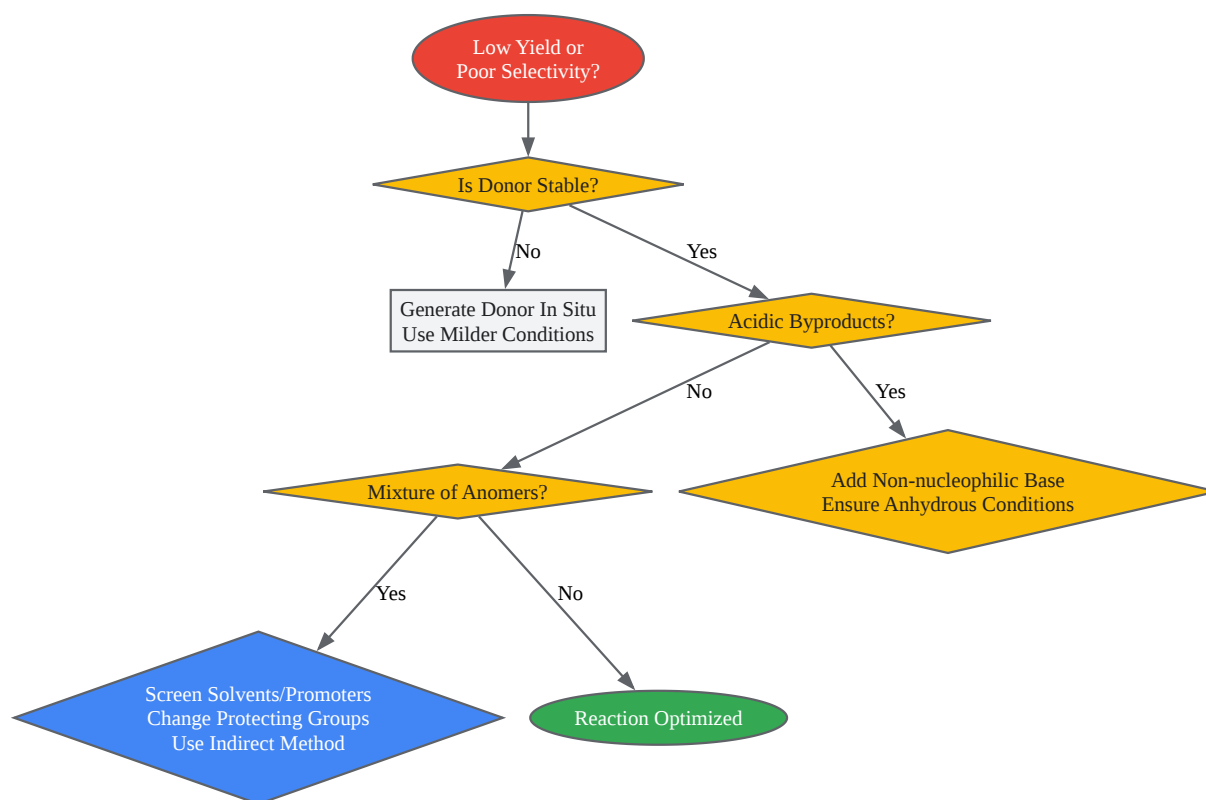 Low Yield or
Poor Selectivity?
Is Donor Stable?
No
Yes
Generate Donor In Situ
Use Milder Conditions
Acidic Byproducts?
No
Yes
Mixture of Anomers?
Add Non-nucleophilic Base
Ensure Anhydrous Conditions
Yes
No
Screen Solvents/Promoters
Change Protecting Groups
Use Indirect Method
Reaction Optimized